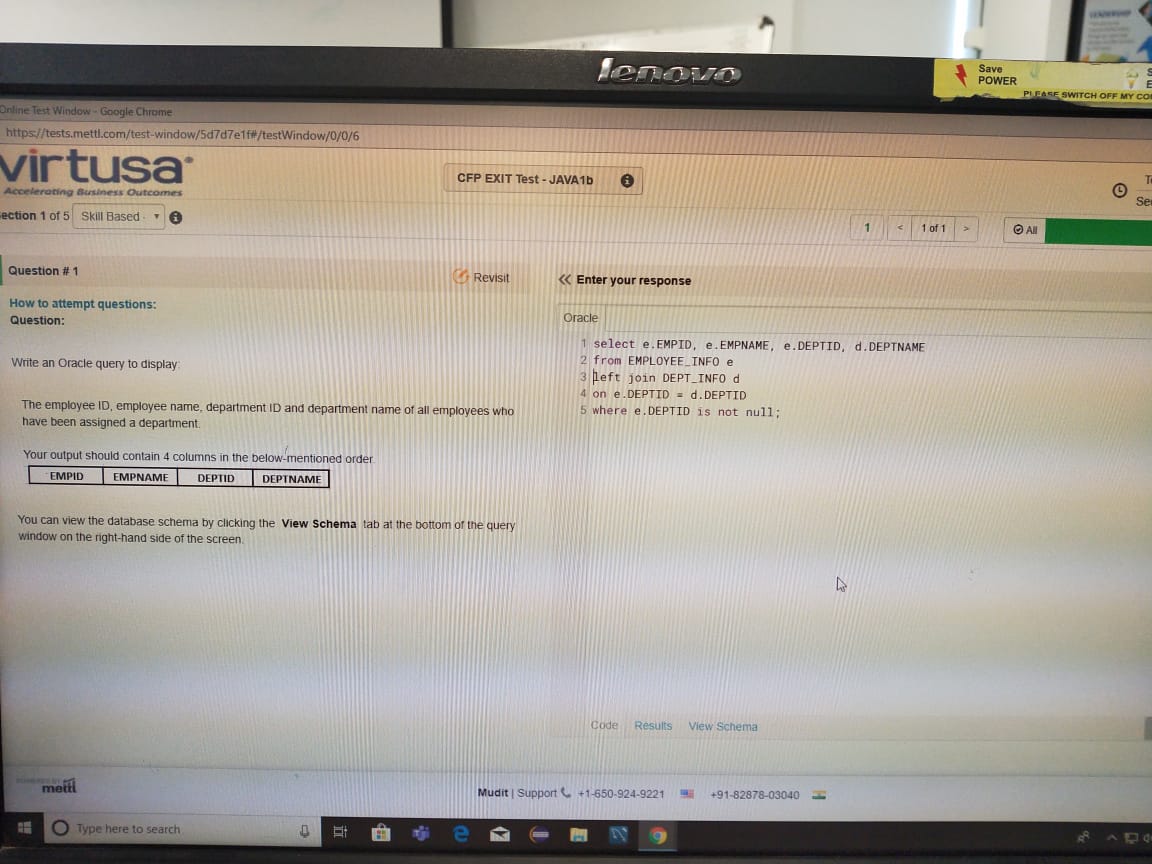 lenovo
Save
POWER
PLEASE SWITCH OFF MY
LEADERSHIP
Online Test Window - Google Chrome
https://tests.mettl.com/test-window/5d7d7e1f#/testWindow/0/0/6
virtusa
Accelerating Business Outcomes
CFP EXIT Test - JAVA1b
ection 1 of 5 Skill Based
1 < 1 of 1 > All
Question # 1
Revisit
Enter your response
How to attempt questions:
Question:
Oracle
Write an Oracle query to display:
The employee ID, employee name, department ID and department name of all employees who
have been assigned a department.
Your output should contain 4 columns in the below-mentioned order.
EMPID EMPNAME DEPTID DEPTNAME
You can view the database schema by clicking the View Schema tab at the bottom of the query
window on the right-hand side of the screen.
1 select e.EMPID, e.EMPNAME, e.DEPTID, d.DEPTNAME
2 from EMPLOYEE_INFO e
3 left join DEPT_INFO d
4 on e.DEPTID = d.DEPTID
5 where e.DEPTID is not null;
Code Results View Schema
POWERED BY
mettl
Mudit | Support +1-650-924-9221 +91-82878-03040
Type here to search